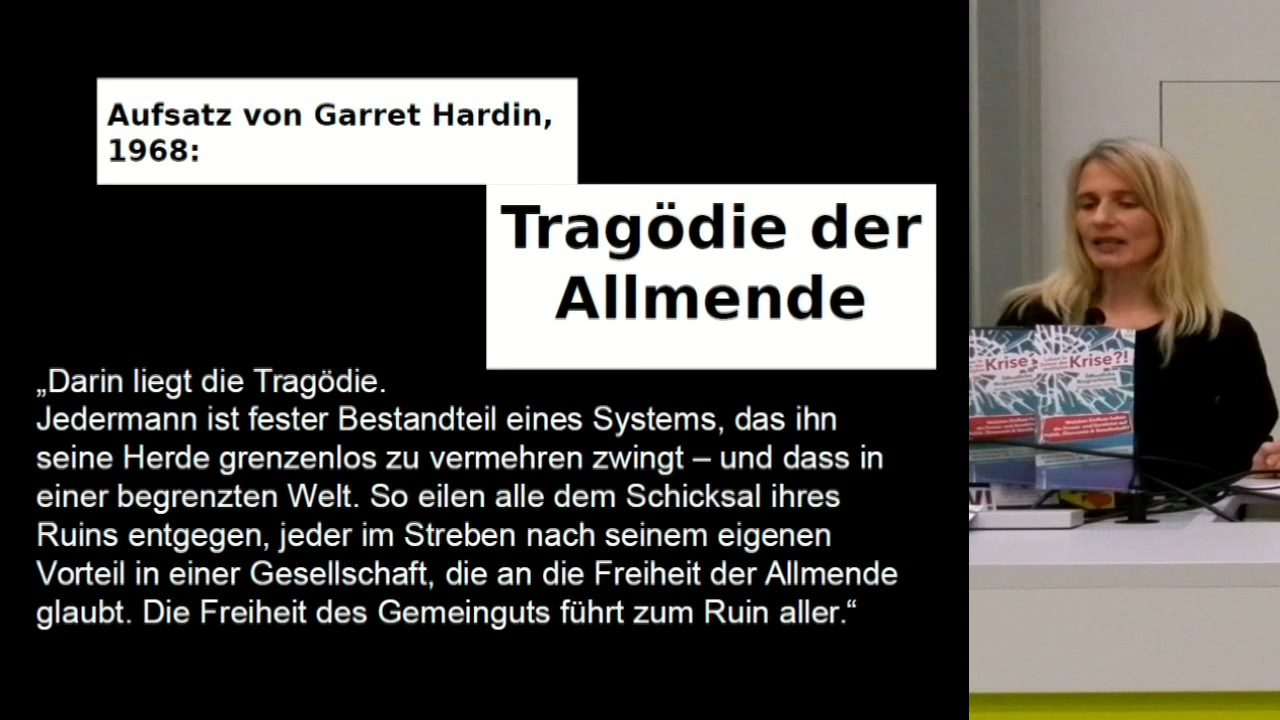 Aufsatz von Garret Hardin,
1968:
Tragödie der
Allmende
„Darin liegt die Tragödie.
Jedermann ist fester Bestandteil eines Systems, das ihn
seine Herde grenzenlos zu vermehren zwingt – und dass in
einer begrenzten Welt. So eilen alle dem Schicksal ihres
Ruins entgegen, jeder im Streben nach seinem eigenen
Vorteil in einer Gesellschaft, die an die Freiheit der Allmende
glaubt. Die Freiheit des Gemeinguts führt zum Ruin aller.“
Krise?
Krise?!